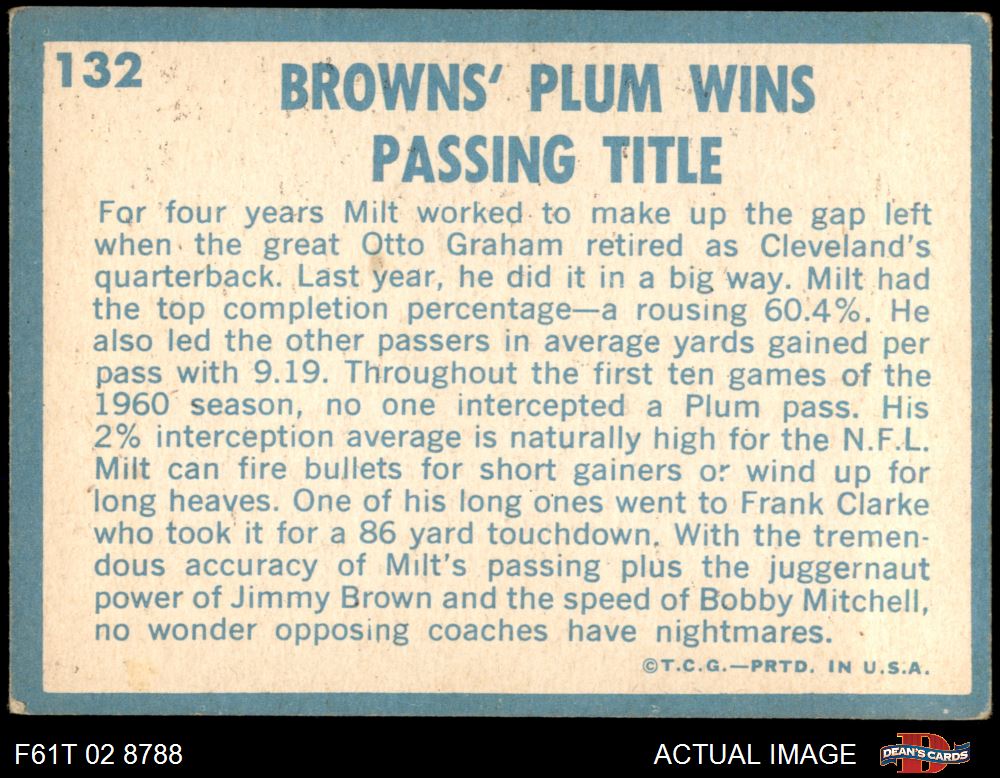 132
BROWNS' PLUM WINS
PASSING TITLE
For four years Milt worked to make up the gap left
when the great Otto Graham retired as Cleveland's
quarterback. Last year, he did it in a big way. Milt had
the top completion percentage—a rousing 60.4%. He
also led the other passers in average yards gained per
pass with 9.19. Throughout the first ten games of the
1960 season, no one intercepted a Plum pass. His
2% interception average is naturally high for the N.F.L.
Milt can fire bullets for short gainers or wind up for
long heaves. One of his long ones went to Frank Clarke
who took it for a 86 yard touchdown. With the tremen-
dous accuracy of Milt's passing plus the juggernaut
power of Jimmy Brown and the speed of Bobby Mitchell,
no wonder opposing coaches have nightmares.
©T.C.G.—PRTD. IN U.S.A.
F61T 02 8788
ACTUAL IMAGE
D
DEAN'S CARDS